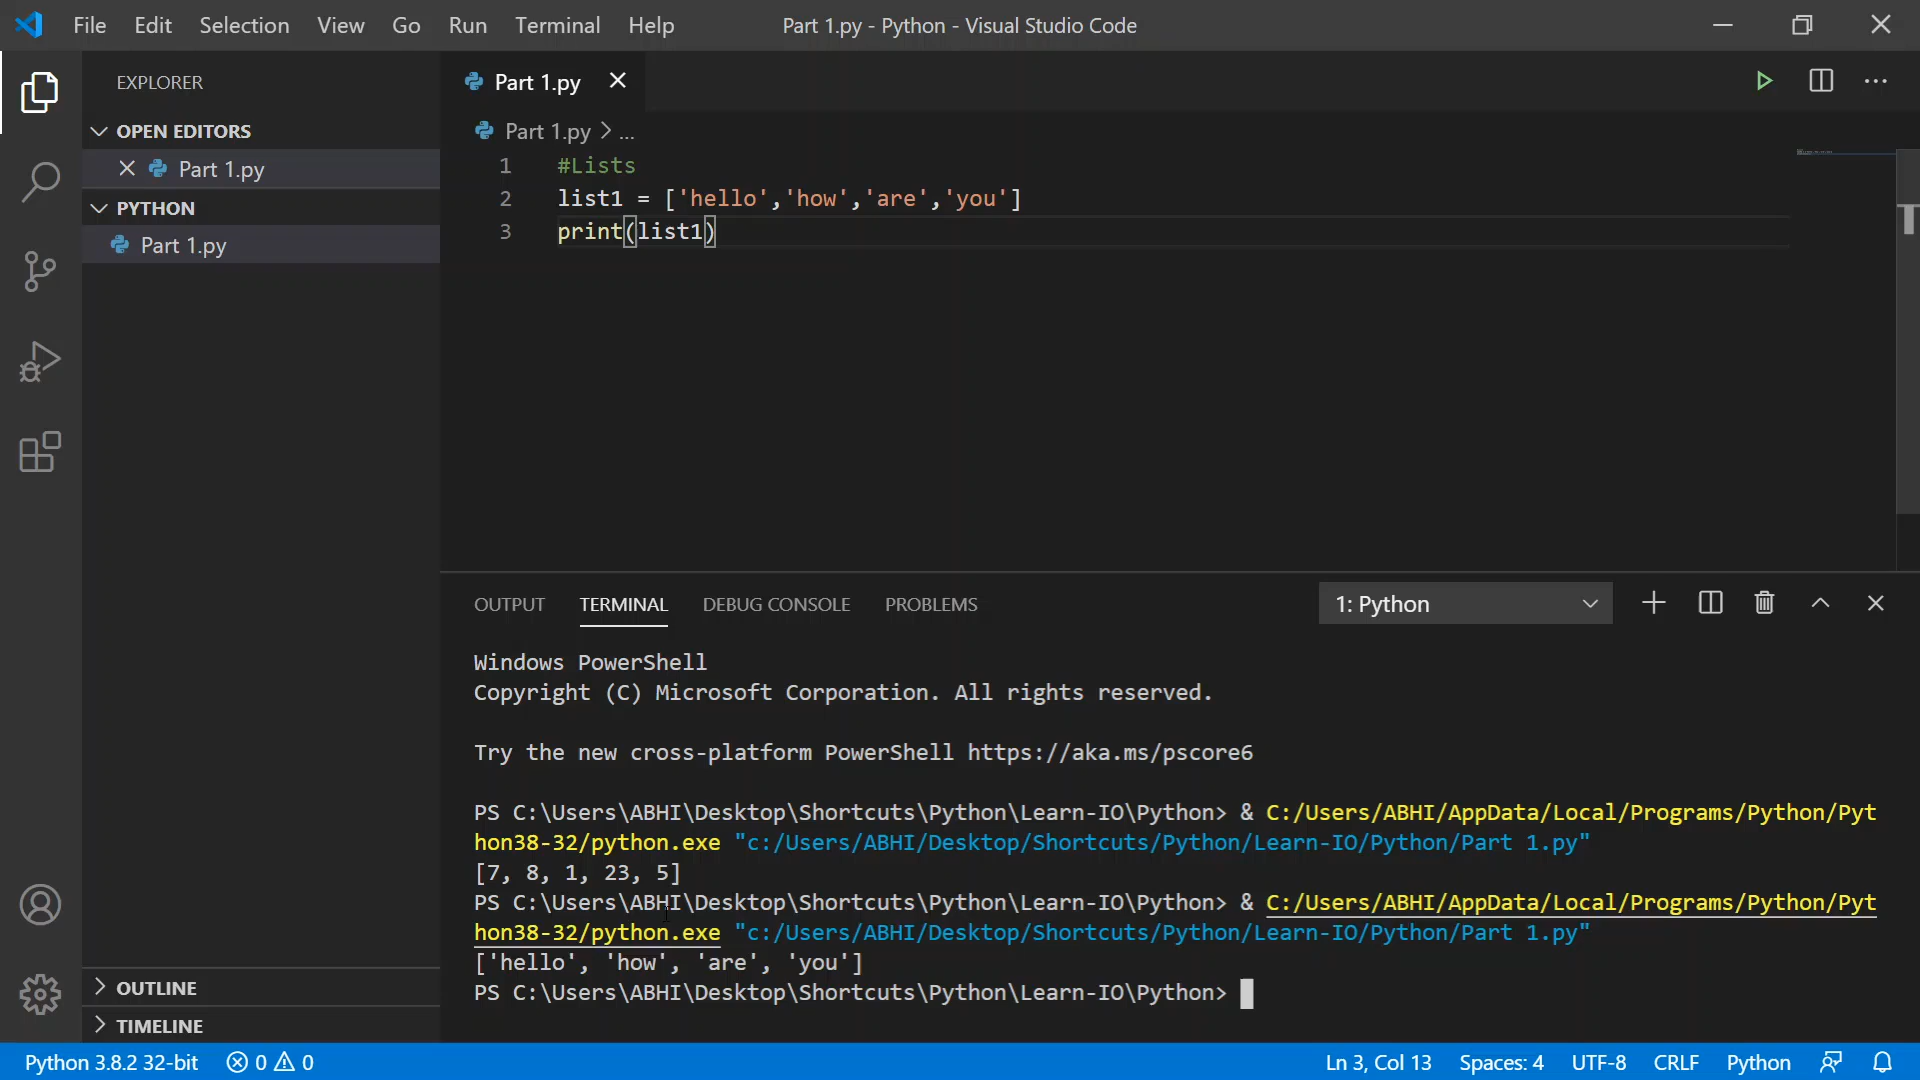 File Edit Selection View Go Run Terminal Help Part 1.py - Python - Visual Studio Code
EXPLORER
OPEN EDITORS
Part 1.py
PYTHON
Part 1.py
OUTLINE
TIMELINE
Part 1.py
Part 1.py > ...
1 #Lists
2 list1 = ['hello','how','are','you']
3 print(list1)
OUTPUT TERMINAL DEBUG CONSOLE PROBLEMS 1: Python
Windows PowerShell
Copyright (C) Microsoft Corporation. All rights reserved.
Try the new cross-platform PowerShell https://aka.ms/pscore6
PS C:\Users\ABHI\Desktop\Shortcuts\Python\Learn-IO\Python> & C:/Users/ABHI/AppData/Local/Programs/Python/Pyt
hon38-32/python.exe "c:/Users/ABHI/Desktop/Shortcuts/Python/Learn-IO/Python/Part 1.py"
[7, 8, 1, 23, 5]
PS C:\Users\ABHI\Desktop\Shortcuts\Python\Learn-IO\Python> & C:/Users/ABHI/AppData/Local/Programs/Python/Pyt
hon38-32/python.exe "c:/Users/ABHI/Desktop/Shortcuts/Python/Learn-IO/Python/Part 1.py"
['hello', 'how', 'are', 'you']
PS C:\Users\ABHI\Desktop\Shortcuts\Python\Learn-IO\Python>
Python 3.8.2 32-bit 0 0 Ln 3, Col 13 Spaces: 4 UTF-8 CRLF Python